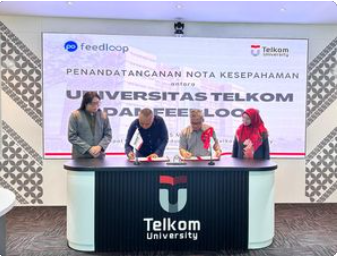 feedloop
Telkom
University
PENANDATANGANAN NOTA KESEPAHAMAN
antara
UNIVERSITAS TELKOM
DAN FEEDLOOP
Telkom
University